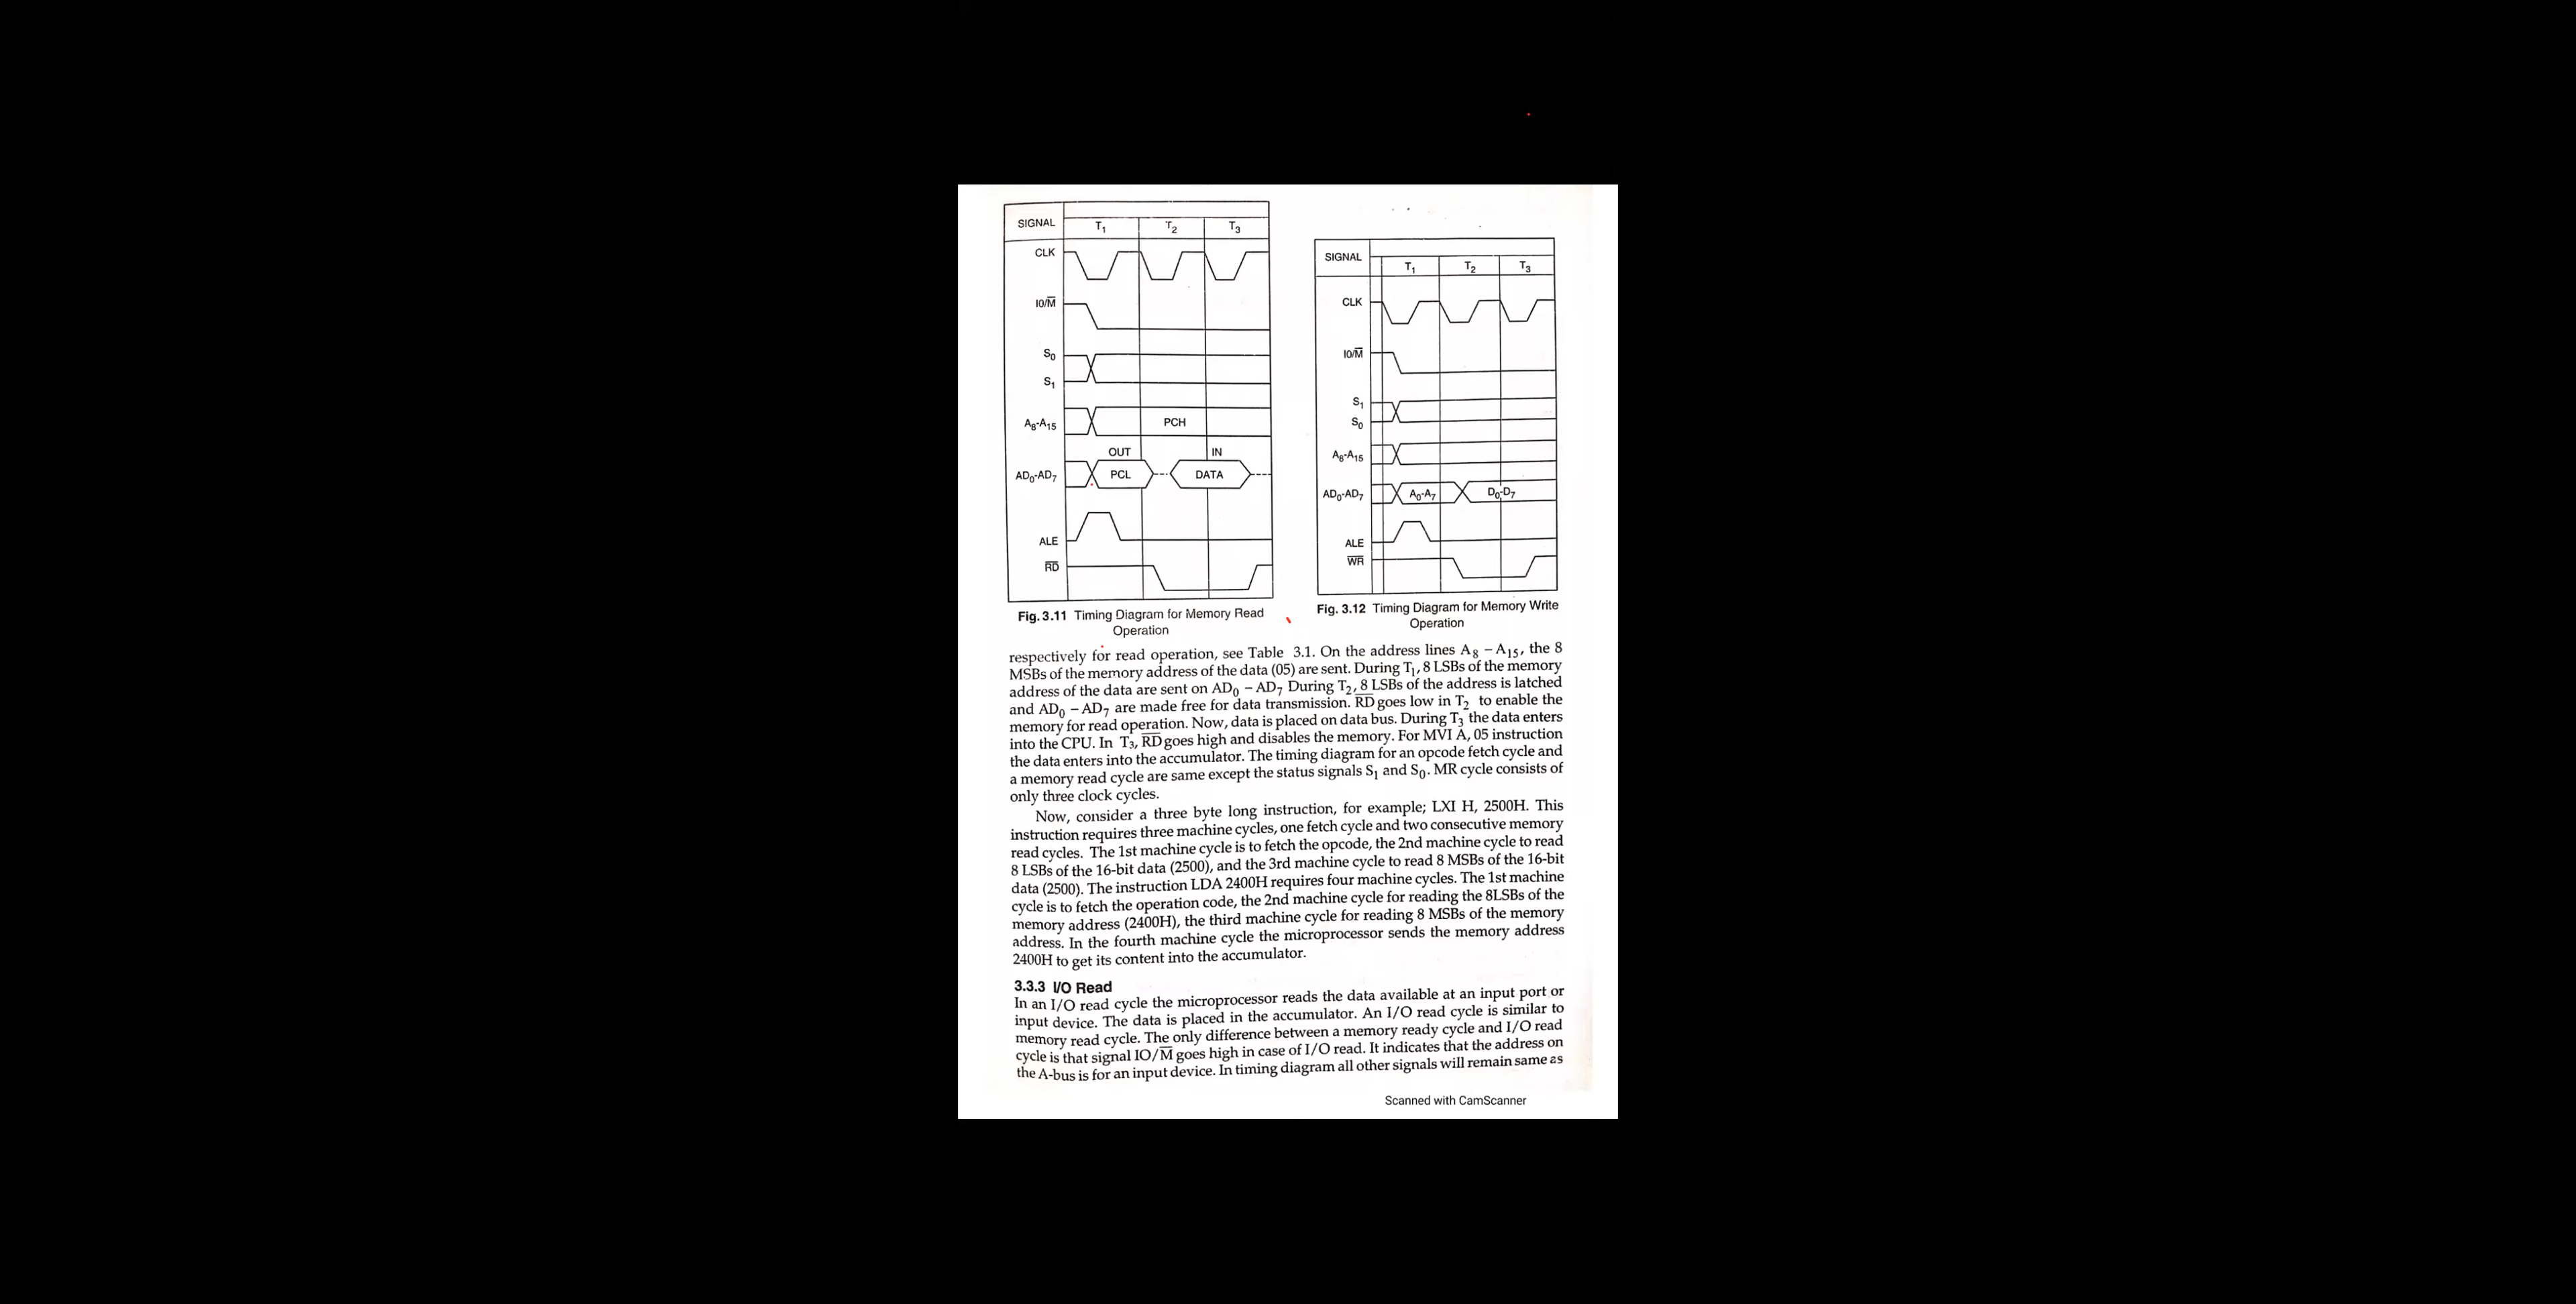 SIGNAL
T1 T2 T3
CLK
IO/M̅
S0
S1
A8-A15 PCH
OUT IN
AD0-AD7 PCL DATA
ALE
R̅D̅
Fig. 3.11 Timing Diagram for Memory Read
Operation
SIGNAL
T1 T2 T3
CLK
IO/M̅
S1
S0
A8-A15
AD0-AD7 A0-A7 D0-D7
ALE
W̅R̅
Fig. 3.12 Timing Diagram for Memory Write
Operation
respectively for read operation, see Table 3.1. On the address lines A8 – A15, the 8
MSBs of the memory address of the data (05) are sent. During T1, 8 LSBs of the memory
address of the data are sent on AD0 – AD7 During T2, 8 LSBs of the address is latched
and AD0 – AD7 are made free for data transmission. R̅D̅ goes low in T2 to enable the
memory for read operation. Now, data is placed on data bus. During T3 the data enters
into the CPU. In T3, R̅D̅ goes high and disables the memory. For MVI A, 05 instruction
the data enters into the accumulator. The timing diagram for an opcode fetch cycle and
a memory read cycle are same except the status signals S1 and S0. MR cycle consists of
only three clock cycles.
Now, consider a three byte long instruction, for example; LXI H, 2500H. This
instruction requires three machine cycles, one fetch cycle and two consecutive memory
read cycles. The 1st machine cycle is to fetch the opcode, the 2nd machine cycle to read
8 LSBs of the 16-bit data (2500), and the 3rd machine cycle to read 8 MSBs of the 16-bit
data (2500). The instruction LDA 2400H requires four machine cycles. The 1st machine
cycle is to fetch the operation code, the 2nd machine cycle for reading the 8LSBs of the
memory address (2400H), the third machine cycle for reading 8 MSBs of the memory
address. In the fourth machine cycle the microprocessor sends the memory address
2400H to get its content into the accumulator.
3.3.3 I/O Read
In an I/O read cycle the microprocessor reads the data available at an input port or
input device. The data is placed in the accumulator. An I/O read cycle is similar to
memory read cycle. The only difference between a memory ready cycle and I/O read
cycle is that signal IO/M̅ goes high in case of I/O read. It indicates that the address on
the A-bus is for an input device. In timing diagram all other signals will remain same as
Scanned with CamScanner